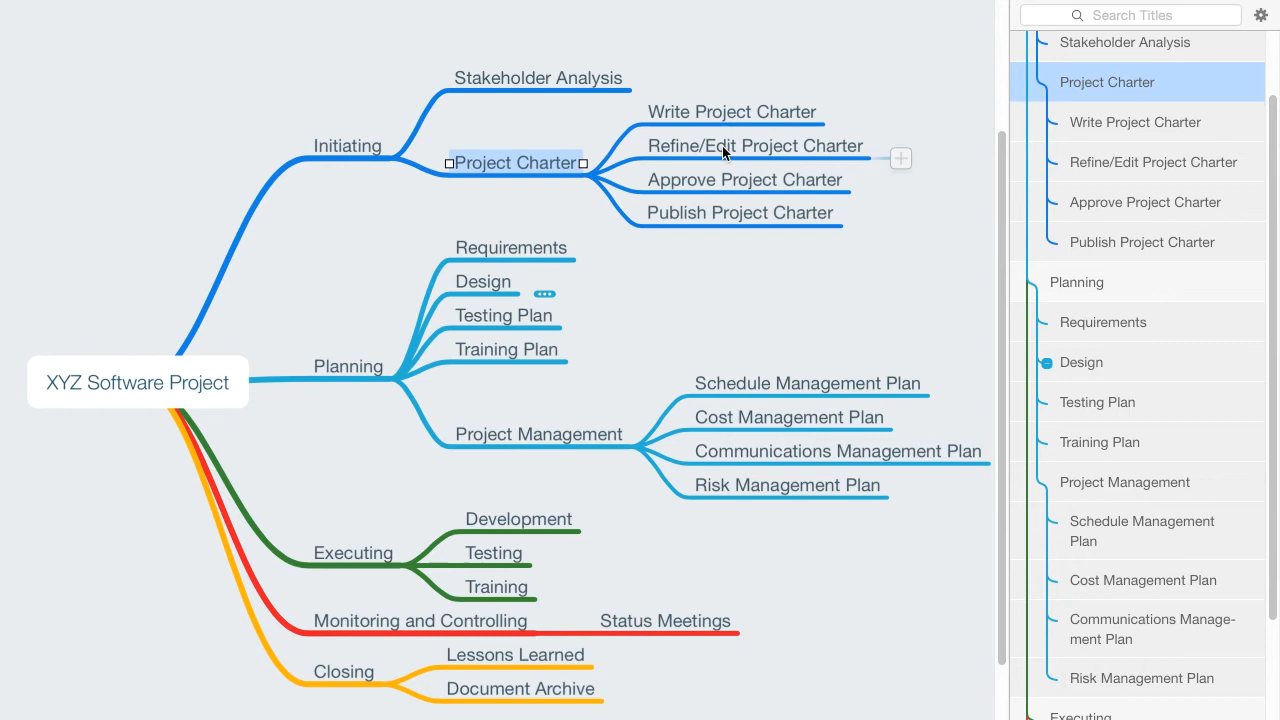 Stakeholder Analysis
Write Project Charter
Initiating
Refine/Edit Project Charter
Project Charter
Approve Project Charter
Publish Project Charter
Requirements
Design
Testing Plan
Training Plan
Planning
XYZ Software Project
Schedule Management Plan
Cost Management Plan
Project Management
Communications Management Plan
Risk Management Plan
Development
Executing
Testing
Training
Monitoring and Controlling
Status Meetings
Lessons Learned
Closing
Document Archive
Search Titles
Stakeholder Analysis
Project Charter
Write Project Charter
Refine/Edit Project Charter
Approve Project Charter
Publish Project Charter
Planning
Requirements
Design
Testing Plan
Training Plan
Project Management
Schedule Management
Plan
Cost Management Plan
Communications Manage-
ment Plan
Risk Management Plan
Executing